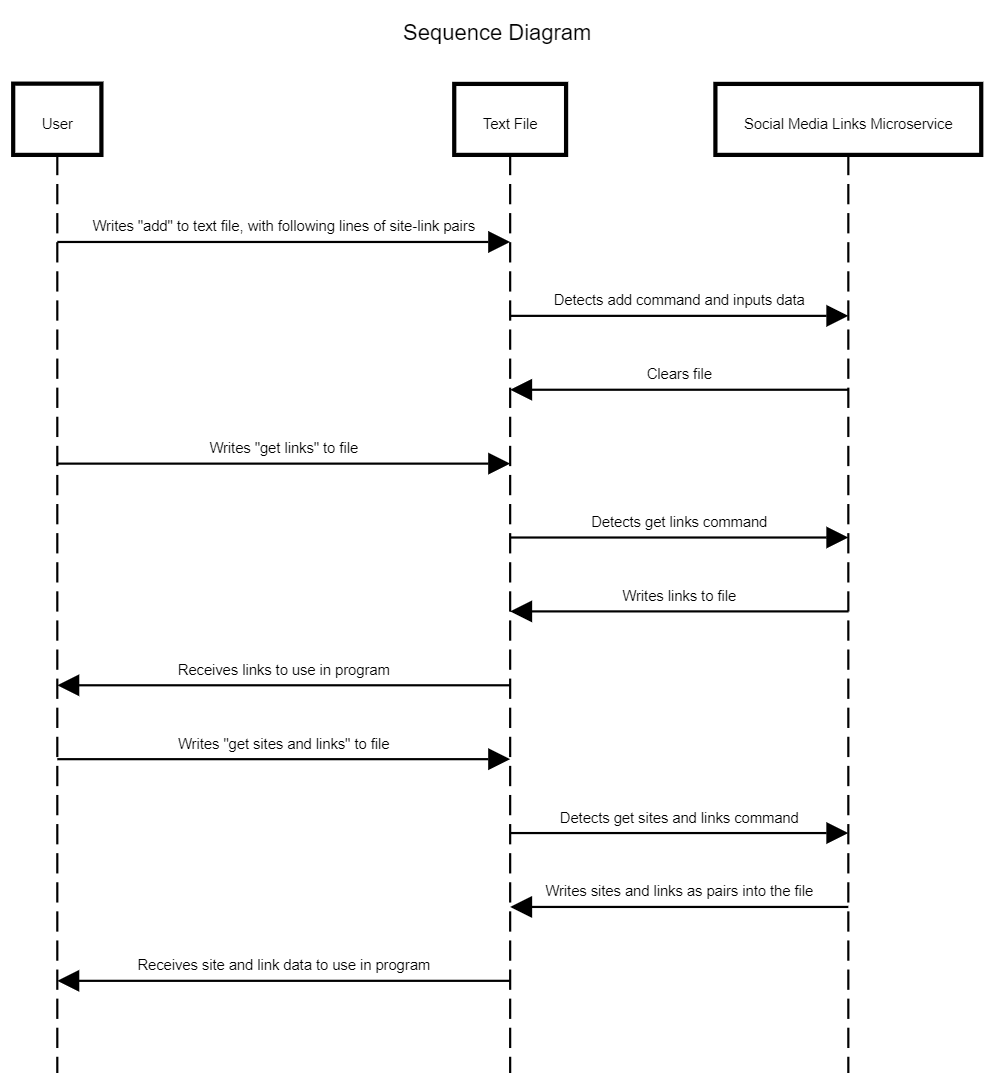 Sequence Diagram
User
Text File
Social Media Links Microservice
Writes "add" to text file, with following lines of site-link pairs
Detects add command and inputs data
Clears file
Writes "get links" to file
Detects get links command
Writes links to file
Receives links to use in program
Writes "get sites and links" to file
Detects get sites and links command
Writes sites and links as pairs into the file
Receives site and link data to use in program